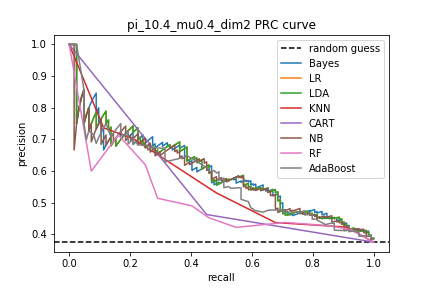 pi_10.4_mu0.4_dim2 PRC curve
precision
1.0
0.9
0.8
0.7
0.6
0.5
0.4
random guess
Bayes
LR
LDA
KNN
CART
NB
RF
AdaBoost
0.0 0.2 0.4 0.6 0.8 1.0
recall